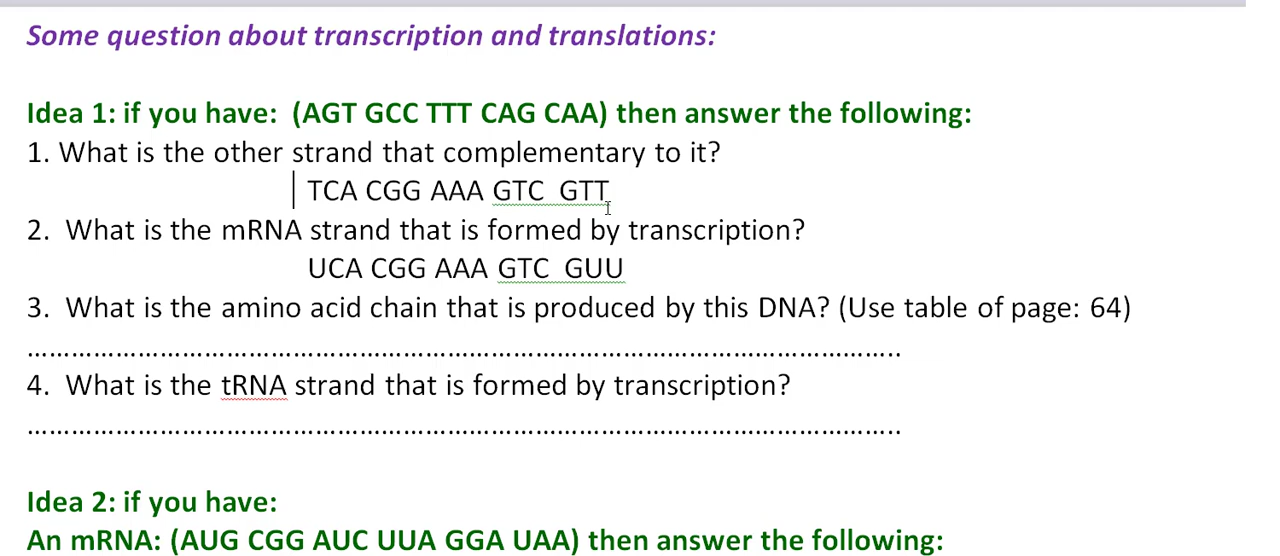 Some question about transcription and translations:
Idea 1: if you have:  (AGT GCC TTT CAG CAA) then answer the following:
1. What is the other strand that complementary to it?
TCA CGG AAA GTC  GTT
2.  What is the mRNA strand that is formed by transcription?
UCA CGG AAA GTC  GUU
3.  What is the amino acid chain that is produced by this DNA? (Use table of page: 64)
………………………………………………………………………………………………………..
4.  What is the tRNA strand that is formed by transcription?
………………………………………………………………………………………………………..
Idea 2: if you have:
An mRNA: (AUG CGG AUC UUA GGA UAA) then answer the following: